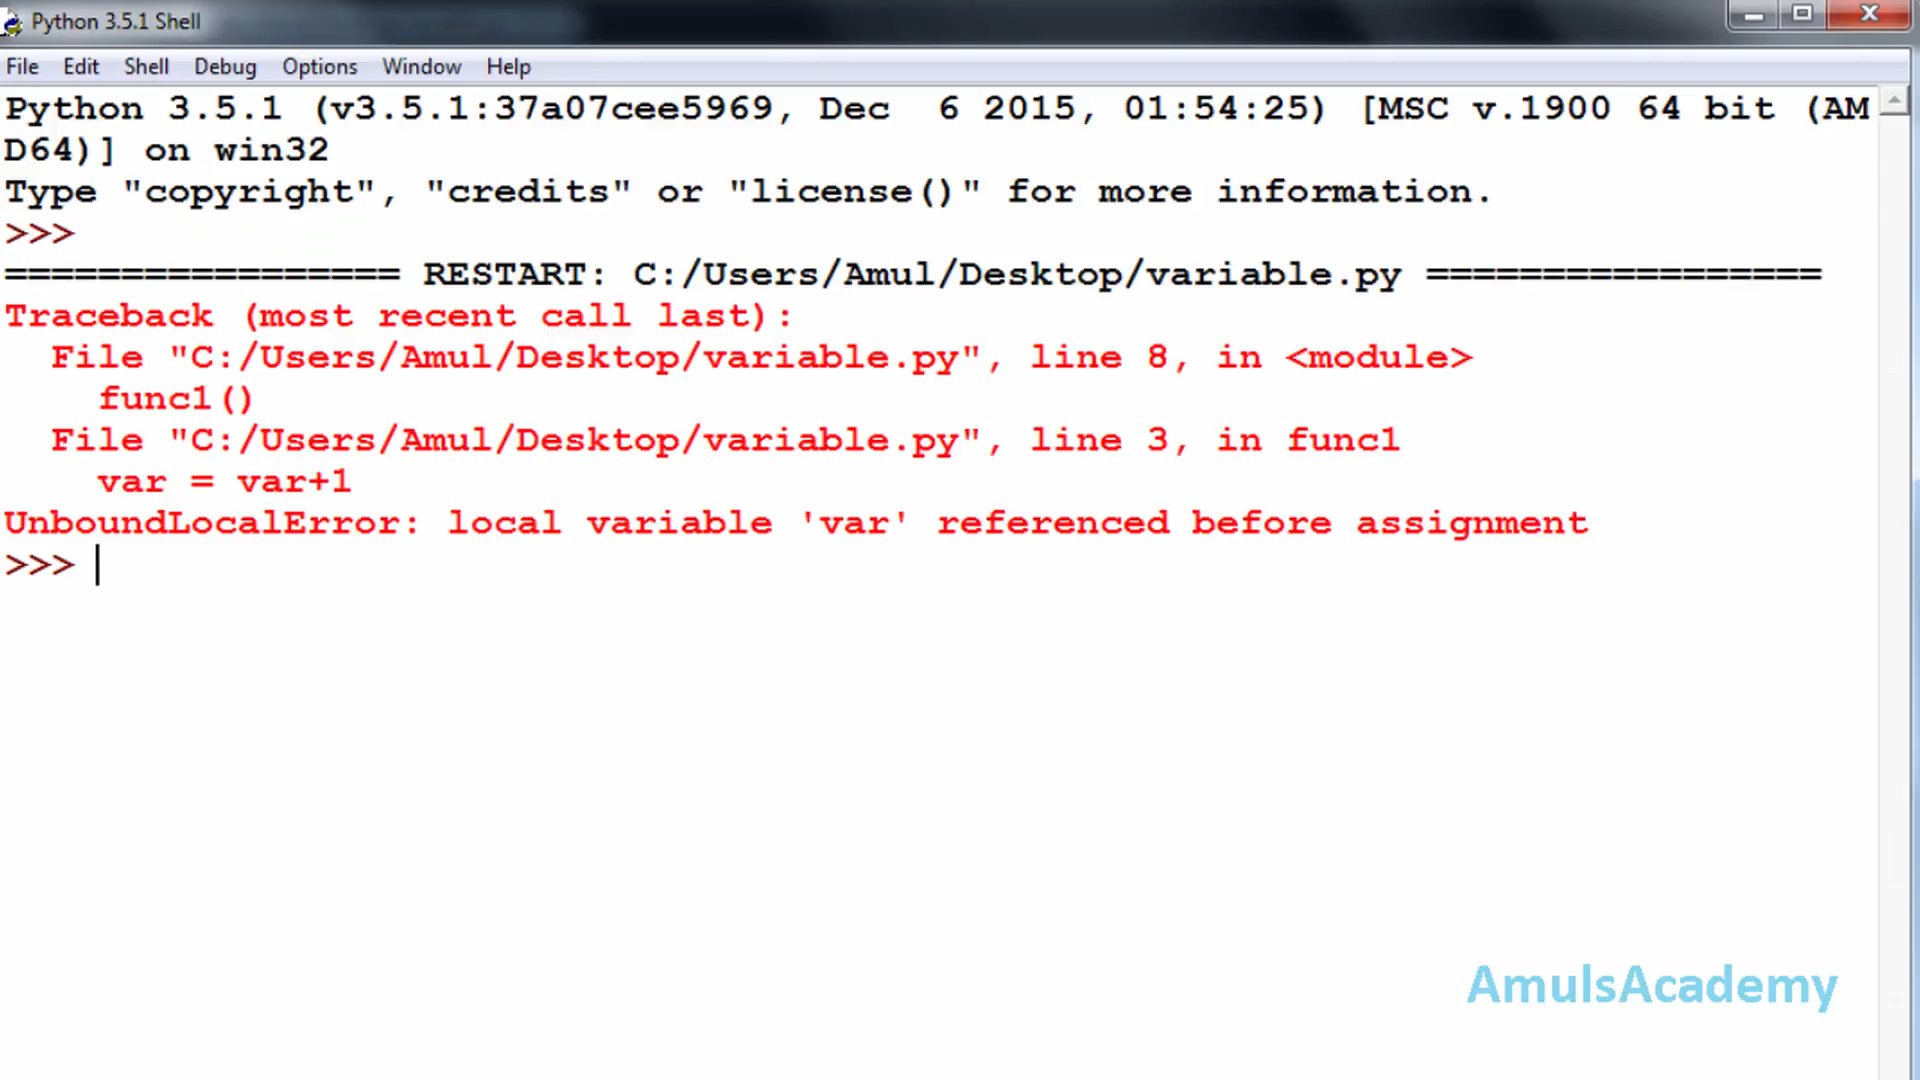 Python 3.5.1 Shell
File Edit Shell Debug Options Window Help
Python 3.5.1 (v3.5.1:37a07cee5969, Dec  6 2015, 01:54:25) [MSC v.1900 64 bit (AM
D64)] on win32
Type "copyright", "credits" or "license()" for more information.
>>>
================= RESTART: C:/Users/Amul/Desktop/variable.py =================
Traceback (most recent call last):
  File "C:/Users/Amul/Desktop/variable.py", line 8, in <module>
    func1()
  File "C:/Users/Amul/Desktop/variable.py", line 3, in func1
    var = var+1
UnboundLocalError: local variable 'var' referenced before assignment
>>>
AmulsAcademy